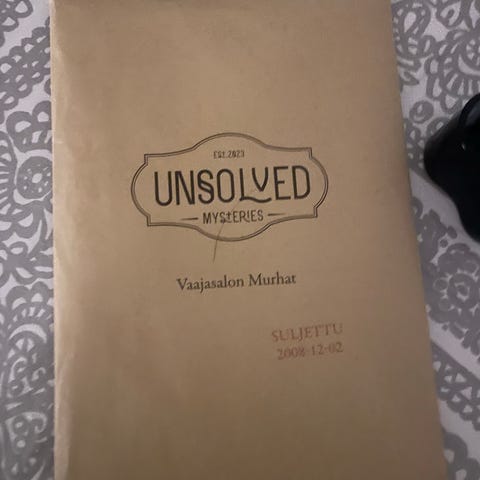 EST. 2023
UNSOLVED
MYSTERIES
Vaajasalon Murhat
SULJETTU
2008-12-02